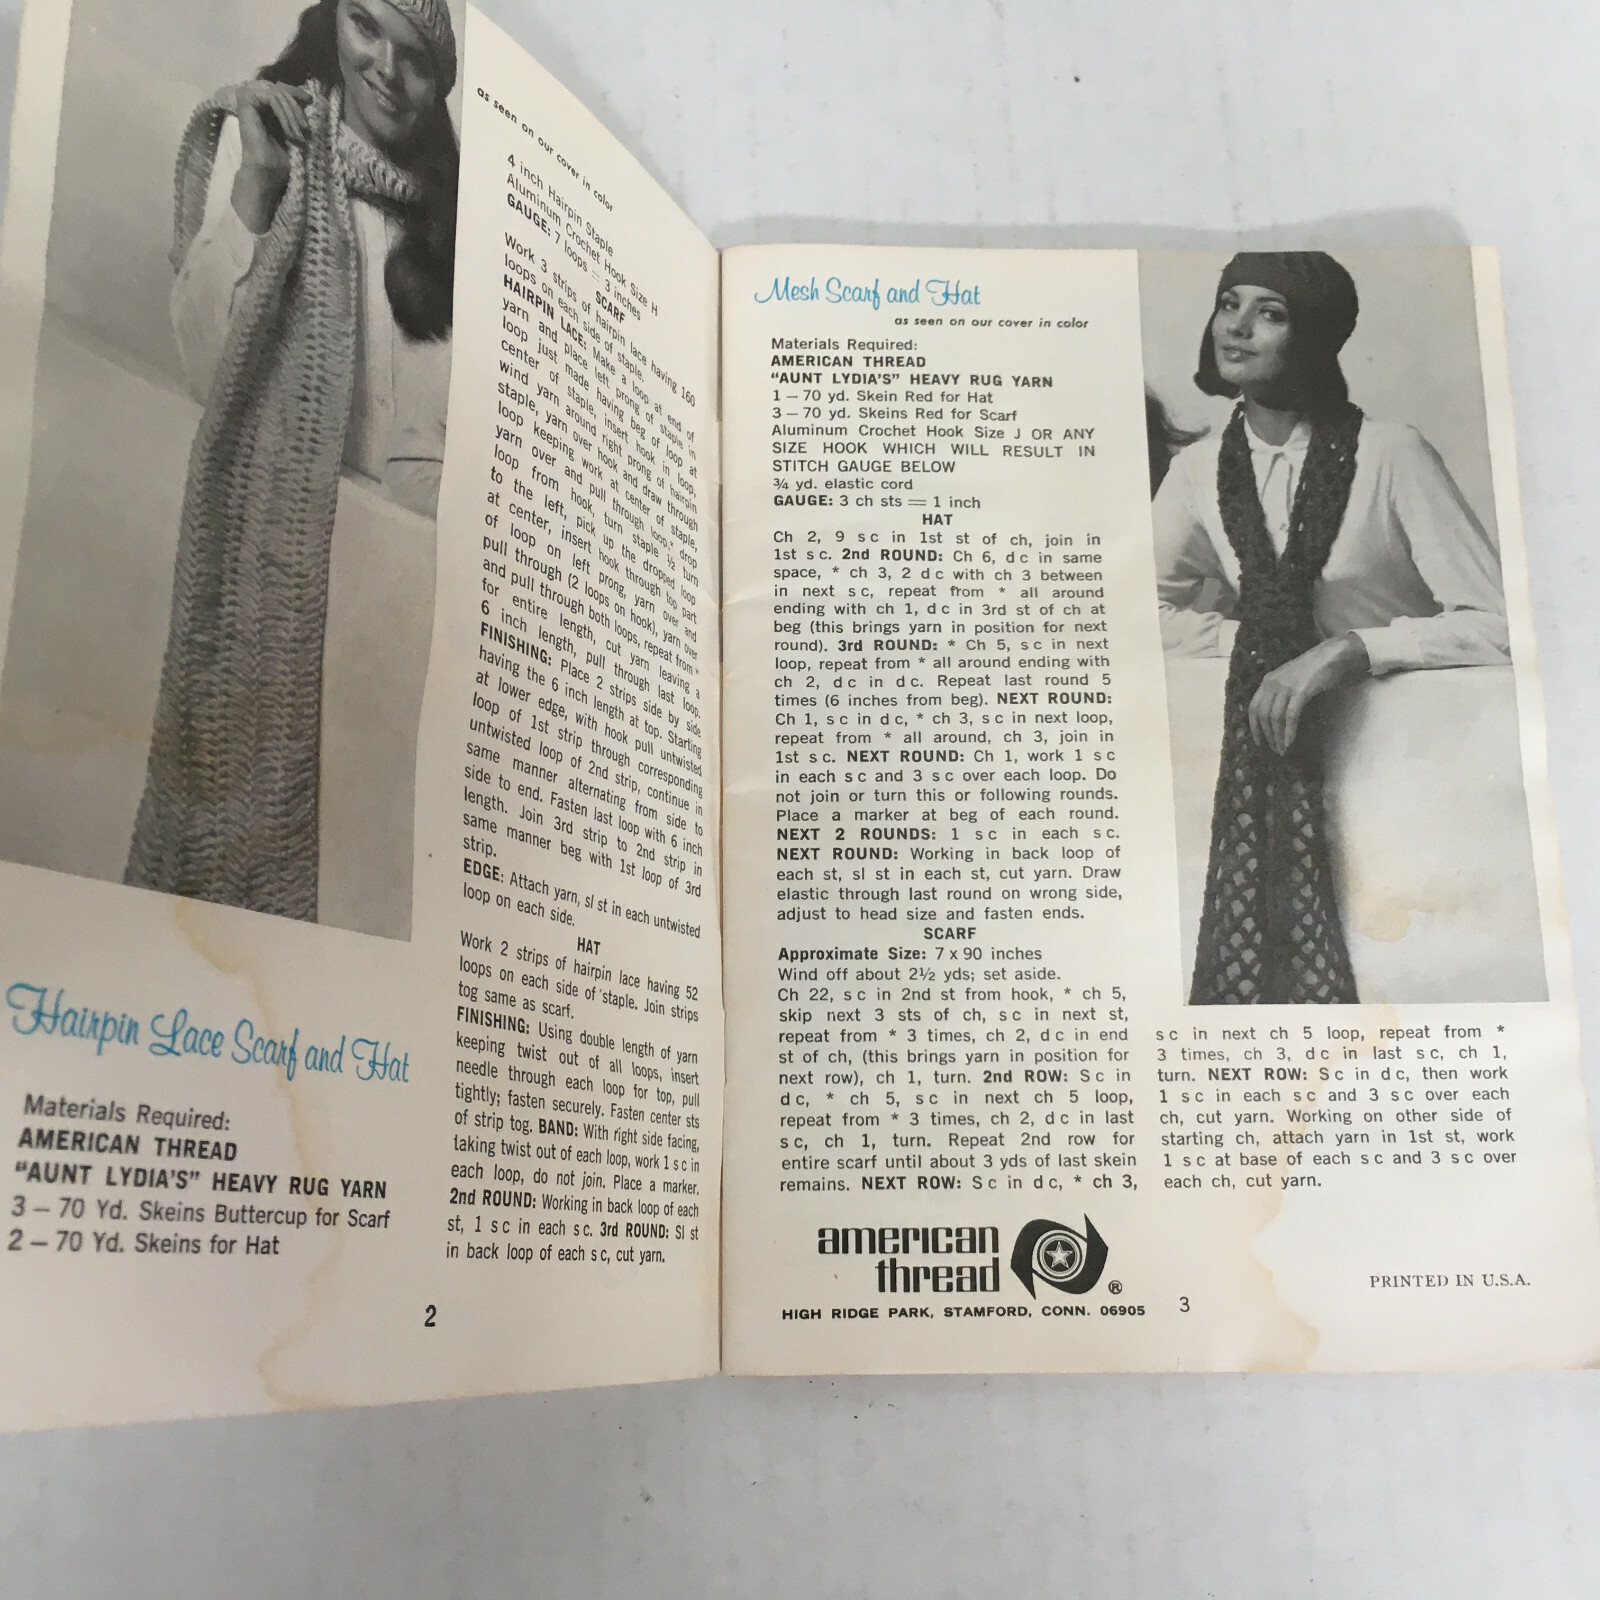 Hairpin Lace Scarf and Hat
Materials Required:
AMERICAN THREAD
"AUNT LYDIA'S" HEAVY RUG YARN
3 — 70 Yd. Skeins Buttercup for Scarf
2 — 70 Yd. Skeins for Hat
as seen on our cover in color
4 inch Hairpin Staple
Aluminum Crochet Hook Size H
GAUGE: 7 loops = 3 inches
SCARF
Work 3 strips of hairpin lace having 160
loops on each side of staple.
HAIRPIN LACE: Make a loop at end of
yarn and place left prong of staple in
loop just made having beg of loop at
center of staple, insert hook in loop,
wind yarn around right prong of hairpin
staple, yarn over hook and draw through
loop keeping work at center of staple,
yarn over and pull through loop,* drop
loop from hook, turn staple ½ turn
to the left, pick up the dropped loop
at center, insert hook through top part
of loop on left prong, yarn over and
pull through (2 loops on hook), yarn over
and pull through both loops, repeat from *
for entire length, cut yarn leaving a
6 inch length, pull through last loop.
FINISHING: Place 2 strips side by side
having the 6 inch length at top. Starting
at lower edge, with hook pull untwisted
loop of 1st strip through corresponding
untwisted loop of 2nd strip, continue in
same manner alternating from side to
side to end. Fasten last loop with 6 inch
length. Join 3rd strip to 2nd strip in
same manner beg with 1st loop of 3rd
strip.
EDGE: Attach yarn, sl st in each untwisted
loop on each side.
HAT
Work 2 strips of hairpin lace having 52
loops on each side of staple. Join strips
tog same as scarf.
FINISHING: Using double length of yarn
keeping twist out of all loops, insert
needle through each loop for top, pull
tightly; fasten securely. Fasten center sts
of strip tog. BAND: With right side facing,
taking twist out of each loop, work 1 s c in
each loop, do not join. Place a marker.
2nd ROUND: Working in back loop of each
st, 1 s c in each s c. 3rd ROUND: Sl st
in back loop of each s c, cut yarn.
2
Mesh Scarf and Hat
as seen on our cover in color
Materials Required:
AMERICAN THREAD
"AUNT LYDIA'S" HEAVY RUG YARN
1 — 70 yd. Skein Red for Hat
3 — 70 yd. Skeins Red for Scarf
Aluminum Crochet Hook Size J OR ANY
SIZE HOOK WHICH WILL RESULT IN
STITCH GAUGE BELOW
¾ yd. elastic cord
GAUGE: 3 ch sts = 1 inch
HAT
Ch 2, 9 s c in 1st st of ch, join in
1st s c. 2nd ROUND: Ch 6, d c in same
space, * ch 3, 2 d c with ch 3 between
in next s c, repeat from * all around
ending with ch 1, d c in 3rd st of ch at
beg (this brings yarn in position for next
round). 3rd ROUND: * Ch 5, s c in next
loop, repeat from * all around ending with
ch 2, d c in d c. Repeat last round 5
times (6 inches from beg). NEXT ROUND:
Ch 1, s c in d c, * ch 3, s c in next loop,
repeat from * all around, ch 3, join in
1st s c. NEXT ROUND: Ch 1, work 1 s c
in each s c and 3 s c over each loop. Do
not join or turn this or following rounds.
Place a marker at beg of each round.
NEXT 2 ROUNDS: 1 s c in each s c.
NEXT ROUND: Working in back loop of
each st, sl st in each st, cut yarn. Draw
elastic through last round on wrong side,
adjust to head size and fasten ends.
SCARF
Approximate Size: 7 x 90 inches
Wind off about 2½ yds; set aside.
Ch 22, s c in 2nd st from hook, * ch 5,
skip next 3 sts of ch, s c in next st,
repeat from * 3 times, ch 2, d c in end
st of ch, (this brings yarn in position for
next row), ch 1, turn. 2nd ROW: S c in
d c, * ch 5, s c in next ch 5 loop,
repeat from * 3 times, ch 2, d c in last
s c, ch 1, turn. Repeat 2nd row for
entire scarf until about 3 yds of last skein
remains. NEXT ROW: S c in d c, * ch 3,
s c in next ch 5 loop, repeat from *
3 times, ch 3, d c in last s c, ch 1,
turn. NEXT ROW: S c in d c, then work
1 s c in each s c and 3 s c over each
ch, cut yarn. Working on other side of
starting ch, attach yarn in 1st st, work
1 s c at base of each s c and 3 s c over
each ch, cut yarn.
american
thread
®
HIGH RIDGE PARK, STAMFORD, CONN. 06905
3
PRINTED IN U.S.A.